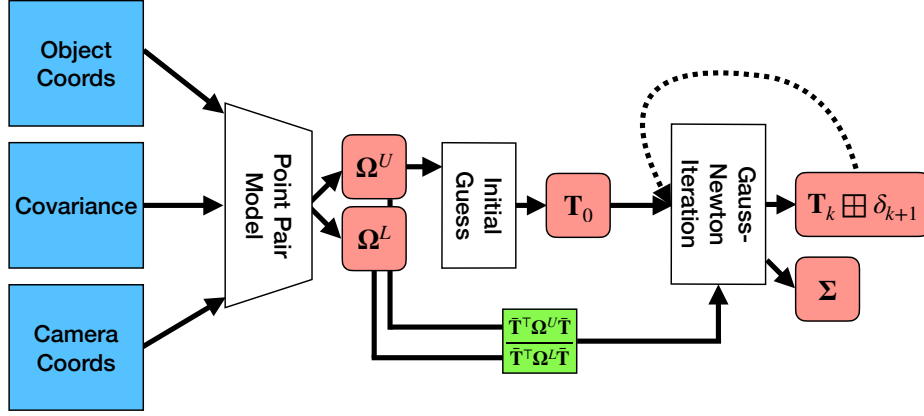 Object
Coords
Covariance
Camera
Coords
Point Pair
Model
Ω^U
Ω^L
Initial
Guess
T_0
T̄^⊤Ω^U T̄
T̄^⊤Ω^L T̄
Gauss-
Newton
Iteration
T_k ⊞ δ_{k+1}
Σ